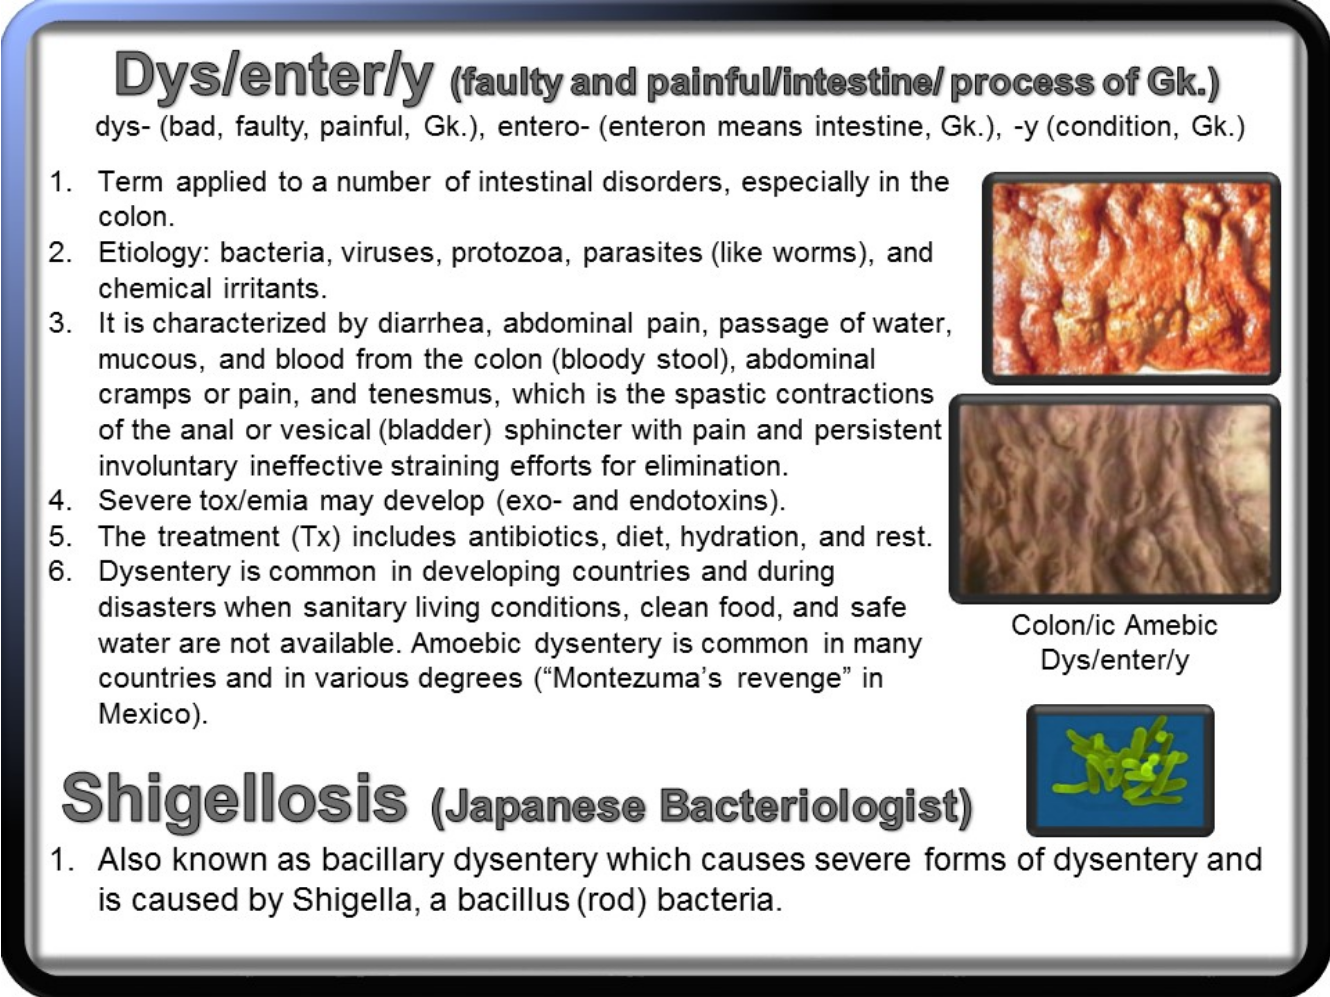 Dys/enter/y (faulty and painful/intestine/ process of Gk.)
dys- (bad, faulty, painful, Gk.), entero- (enteron means intestine, Gk.), -y (condition, Gk.)
1. Term applied to a number of intestinal disorders, especially in the
colon.
2. Etiology: bacteria, viruses, protozoa, parasites (like worms), and
chemical irritants.
3. It is characterized by diarrhea, abdominal pain, passage of water,
mucous, and blood from the colon (bloody stool), abdominal
cramps or pain, and tenesmus, which is the spastic contractions
of the anal or vesical (bladder) sphincter with pain and persistent
involuntary ineffective straining efforts for elimination.
4. Severe tox/emia may develop (exo- and endotoxins).
5. The treatment (Tx) includes antibiotics, diet, hydration, and rest.
6. Dysentery is common in developing countries and during
disasters when sanitary living conditions, clean food, and safe
water are not available. Amoebic dysentery is common in many
countries and in various degrees (“Montezuma’s revenge” in
Mexico).
Colon/ic Amebic
Dys/enter/y
Shigellosis (Japanese Bacteriologist)
1. Also known as bacillary dysentery which causes severe forms of dysentery and
is caused by Shigella, a bacillus (rod) bacteria.